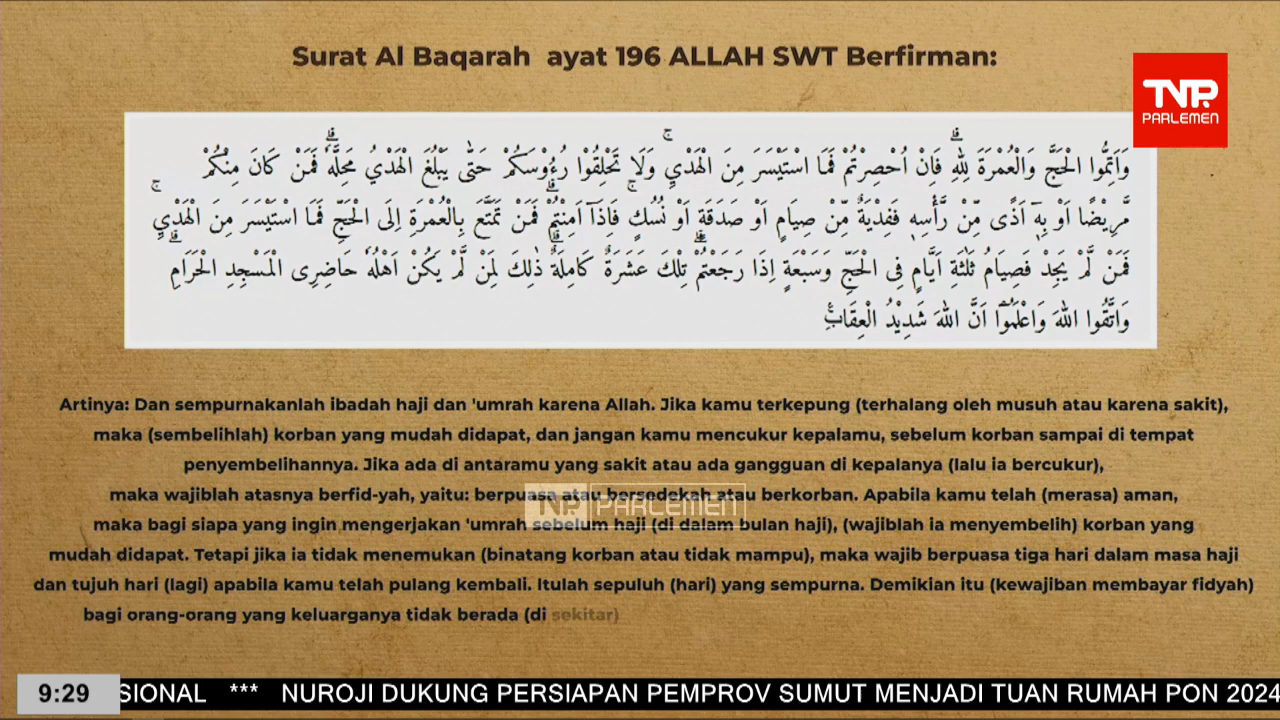 Surat Al Baqarah ayat 196 ALLAH SWT Berfirman:
TVP.
PARLEMEN
وَاَتِمُّوا الْحَجَّ وَالْعُمْرَةَ لِلّٰهِ ۗ فَاِنْ اُحْصِرْتُمْ فَمَا اسْتَيْسَرَ مِنَ الْهَدْيِ ۚ وَلَا تَحْلِقُوْا رُءُوْسَكُمْ حَتّٰى يَبْلُغَ الْهَدْيُ مَحِلَّهٗ ۗ فَمَنْ كَانَ مِنْكُمْ
مَّرِيْضًا اَوْ بِهٖٓ اَذًى مِّنْ رَّأْسِهٖ فَفِدْيَةٌ مِّنْ صِيَامٍ اَوْ صَدَقَةٍ اَوْ نُسُكٍ ۚ فَاِذَآ اَمِنْتُمْ ۗ فَمَنْ تَمَتَّعَ بِالْعُمْرَةِ اِلَى الْحَجِّ فَمَا اسْتَيْسَرَ مِنَ الْهَدْيِ ۚ
فَمَنْ لَّمْ يَجِدْ فَصِيَامُ ثَلٰثَةِ اَيَّامٍ فِى الْحَجِّ وَسَبْعَةٍ اِذَا رَجَعْتُمْ ۗ تِلْكَ عَشَرَةٌ كَامِلَةٌ ۗ ذٰلِكَ لِمَنْ لَّمْ يَكُنْ اَهْلُهٗ حَاضِرِى الْمَسْجِدِ الْحَرَامِ ۗ
وَاتَّقُوا اللّٰهَ وَاعْلَمُوْٓا اَنَّ اللّٰهَ شَدِيْدُ الْعِقَابِ ࣖ
Artinya: Dan sempurnakanlah ibadah haji dan 'umrah karena Allah. Jika kamu terkepung (terhalang oleh musuh atau karena sakit),
maka (sembelihlah) korban yang mudah didapat, dan jangan kamu mencukur kepalamu, sebelum korban sampai di tempat
penyembelihannya. Jika ada di antaramu yang sakit atau ada gangguan di kepalanya (lalu ia bercukur),
maka wajiblah atasnya berfid-yah, yaitu: berpuasa atau bersedekah atau berkorban. Apabila kamu telah (merasa) aman,
maka bagi siapa yang ingin mengerjakan 'umrah sebelum haji (di dalam bulan haji), (wajiblah ia menyembelih) korban yang
mudah didapat. Tetapi jika ia tidak menemukan (binatang korban atau tidak mampu), maka wajib berpuasa tiga hari dalam masa haji
dan tujuh hari (lagi) apabila kamu telah pulang kembali. Itulah sepuluh (hari) yang sempurna. Demikian itu (kewajiban membayar fidyah)
bagi orang-orang yang keluarganya tidak berada (di sekitar)
TVP. PARLEMEN
9:29 SIONAL *** NUROJI DUKUNG PERSIAPAN PEMPROV SUMUT MENJADI TUAN RUMAH PON 2024